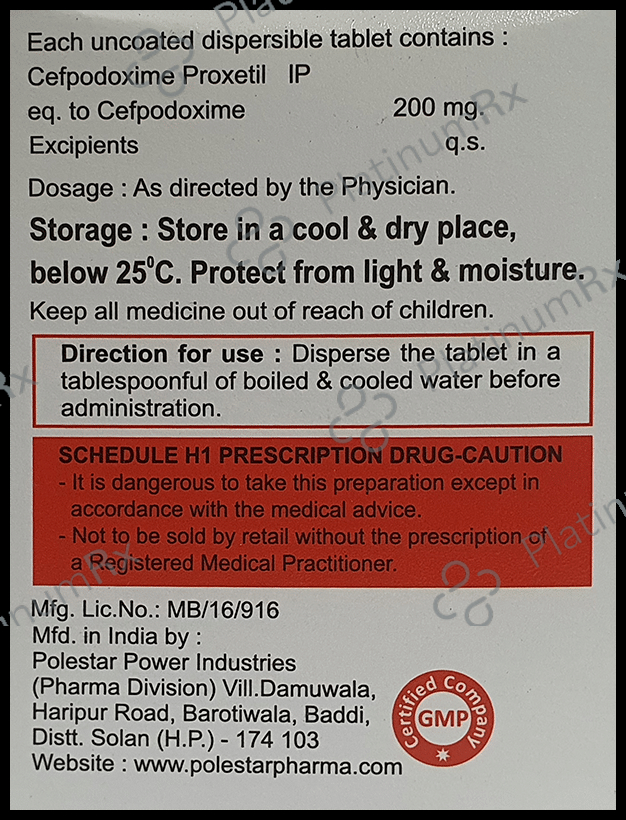 Each uncoated dispersible tablet contains :
Cefpodoxime Proxetil IP
eq. to Cefpodoxime 200 mg.
Excipients q.s.
Dosage : As directed by the Physician.
Storage : Store in a cool & dry place,
below 25⁰C. Protect from light & moisture.
Keep all medicine out of reach of children.
Direction for use : Disperse the tablet in a
tablespoonful of boiled & cooled water before
administration.
SCHEDULE H1 PRESCRIPTION DRUG-CAUTION
- It is dangerous to take this preparation except in
accordance with the medical advice.
- Not to be sold by retail without the prescription of
a Registered Medical Practitioner.
Mfg. Lic.No.: MB/16/916
Mfd. in India by :
Polestar Power Industries
(Pharma Division) Vill.Damuwala,
Haripur Road, Barotiwala, Baddi,
Distt. Solan (H.P.) - 174 103
Website : www.polestarpharma.com
Certified Company
GMP
PlatinumRx
PlatinumRx
PlatinumRx
PlatinumRx